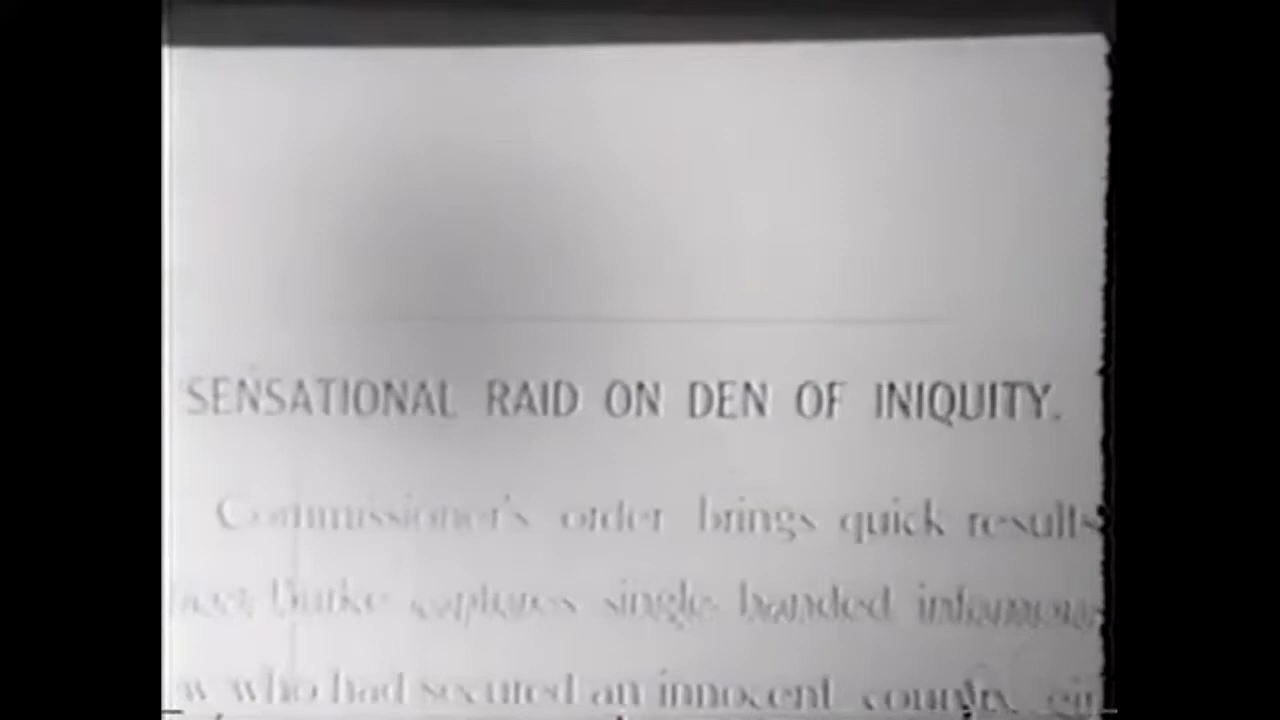 SENSATIONAL RAID ON DEN OF INIQUITY.
Commissioner's order brings quick results
Burke captures single handed infamous
who had secured an innocent country